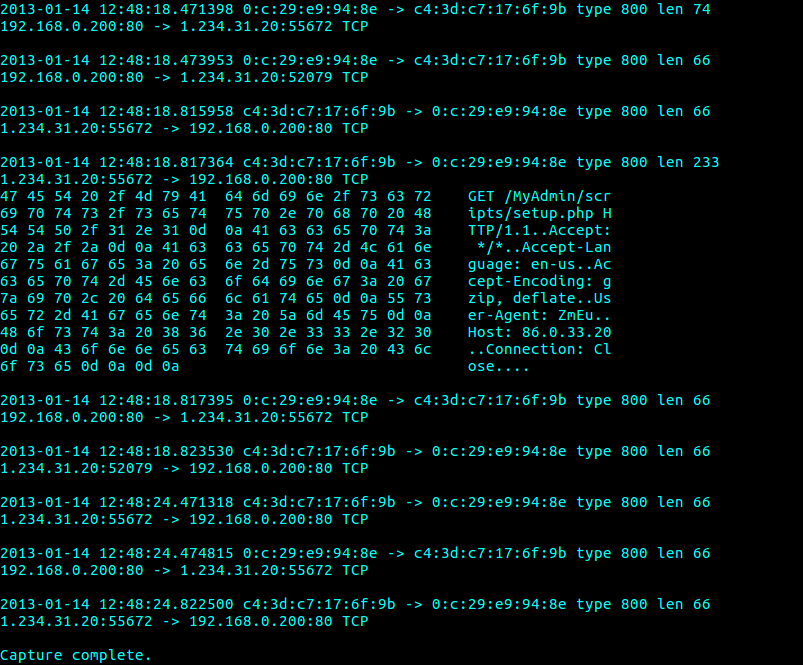 2013-01-14 12:48:18.471398 0:c:29:e9:94:8e -> c4:3d:c7:17:6f:9b type 800 len 74
192.168.0.200:80 -> 1.234.31.20:55672 TCP
2013-01-14 12:48:18.473953 0:c:29:e9:94:8e -> c4:3d:c7:17:6f:9b type 800 len 66
192.168.0.200:80 -> 1.234.31.20:52079 TCP
2013-01-14 12:48:18.815958 c4:3d:c7:17:6f:9b -> 0:c:29:e9:94:8e type 800 len 66
1.234.31.20:55672 -> 192.168.0.200:80 TCP
2013-01-14 12:48:18.817364 c4:3d:c7:17:6f:9b -> 0:c:29:e9:94:8e type 800 len 233
1.234.31.20:55672 -> 192.168.0.200:80 TCP
47 45 54 20 2f 4d 79 41  64 6d 69 6e 2f 73 63 72    GET /MyAdmin/scr
69 70 74 73 2f 73 65 74  75 70 2e 70 68 70 20 48    ipts/setup.php H
54 54 50 2f 31 2e 31 0d  0a 41 63 63 65 70 74 3a    TTP/1.1..Accept:
20 2a 2f 2a 0d 0a 41 63  63 65 70 74 2d 4c 61 6e     */*..Accept-Lan
67 75 61 67 65 3a 20 65  6e 2d 75 73 0d 0a 41 63    guage: en-us..Ac
63 65 70 74 2d 45 6e 63  6f 64 69 6e 67 3a 20 67    cept-Encoding: g
7a 69 70 2c 20 64 65 66  6c 61 74 65 0d 0a 55 73    zip, deflate..Us
65 72 2d 41 67 65 6e 74  3a 20 5a 6d 45 75 0d 0a    er-Agent: ZmEu..
48 6f 73 74 3a 20 38 36  2e 30 2e 33 33 2e 32 30    Host: 86.0.33.20
0d 0a 43 6f 6e 6e 65 63  74 69 6f 6e 3a 20 43 6c    ..Connection: Cl
6f 73 65 0d 0a 0d 0a                                ose....
2013-01-14 12:48:18.817395 0:c:29:e9:94:8e -> c4:3d:c7:17:6f:9b type 800 len 66
192.168.0.200:80 -> 1.234.31.20:55672 TCP
2013-01-14 12:48:18.823530 c4:3d:c7:17:6f:9b -> 0:c:29:e9:94:8e type 800 len 66
1.234.31.20:52079 -> 192.168.0.200:80 TCP
2013-01-14 12:48:24.471318 c4:3d:c7:17:6f:9b -> 0:c:29:e9:94:8e type 800 len 66
1.234.31.20:55672 -> 192.168.0.200:80 TCP
2013-01-14 12:48:24.474815 0:c:29:e9:94:8e -> c4:3d:c7:17:6f:9b type 800 len 66
192.168.0.200:80 -> 1.234.31.20:55672 TCP
2013-01-14 12:48:24.822500 c4:3d:c7:17:6f:9b -> 0:c:29:e9:94:8e type 800 len 66
1.234.31.20:55672 -> 192.168.0.200:80 TCP
Capture complete.